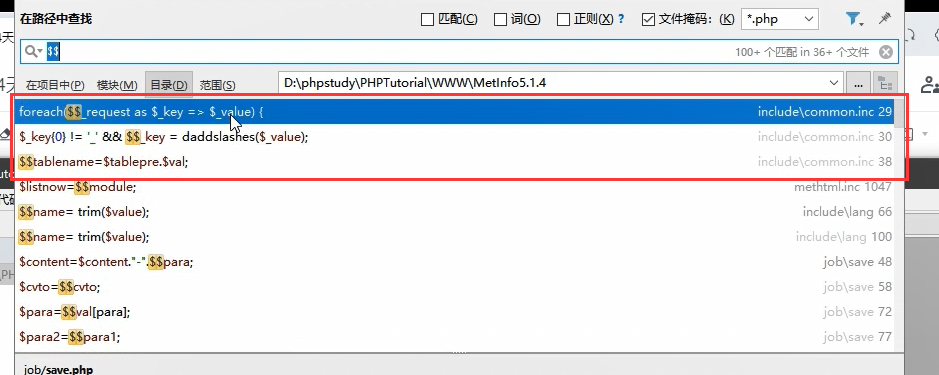 在路径中查找
匹配(C) 词(O) 正则(X) ? 文件掩码: (K) *.php
$$ 100+ 个匹配 在 36+ 个文件
在项目中(P) 模块(M) 目录(D) 范围(S) D:\phpstudy\PHPTutorial\WWW\MetInfo5.1.4 ...
foreach($$_request as $_key => $_value) { include\common.inc 29
$_key{0} != '_' && $$_key = daddslashes($_value); include\common.inc 30
$$tablename=$tablepre.$val; include\common.inc 38
$listnow=$$module; methtml.inc 1047
$$name= trim($value); include\lang 66
$$name= trim($value); include\lang 100
$content=$content."-".$$para; job\save 48
$cvto=$$cvto; job\save 58
$para=$$val[para]; job\save 72
$para2=$$para1; job\save 77
job/save.php